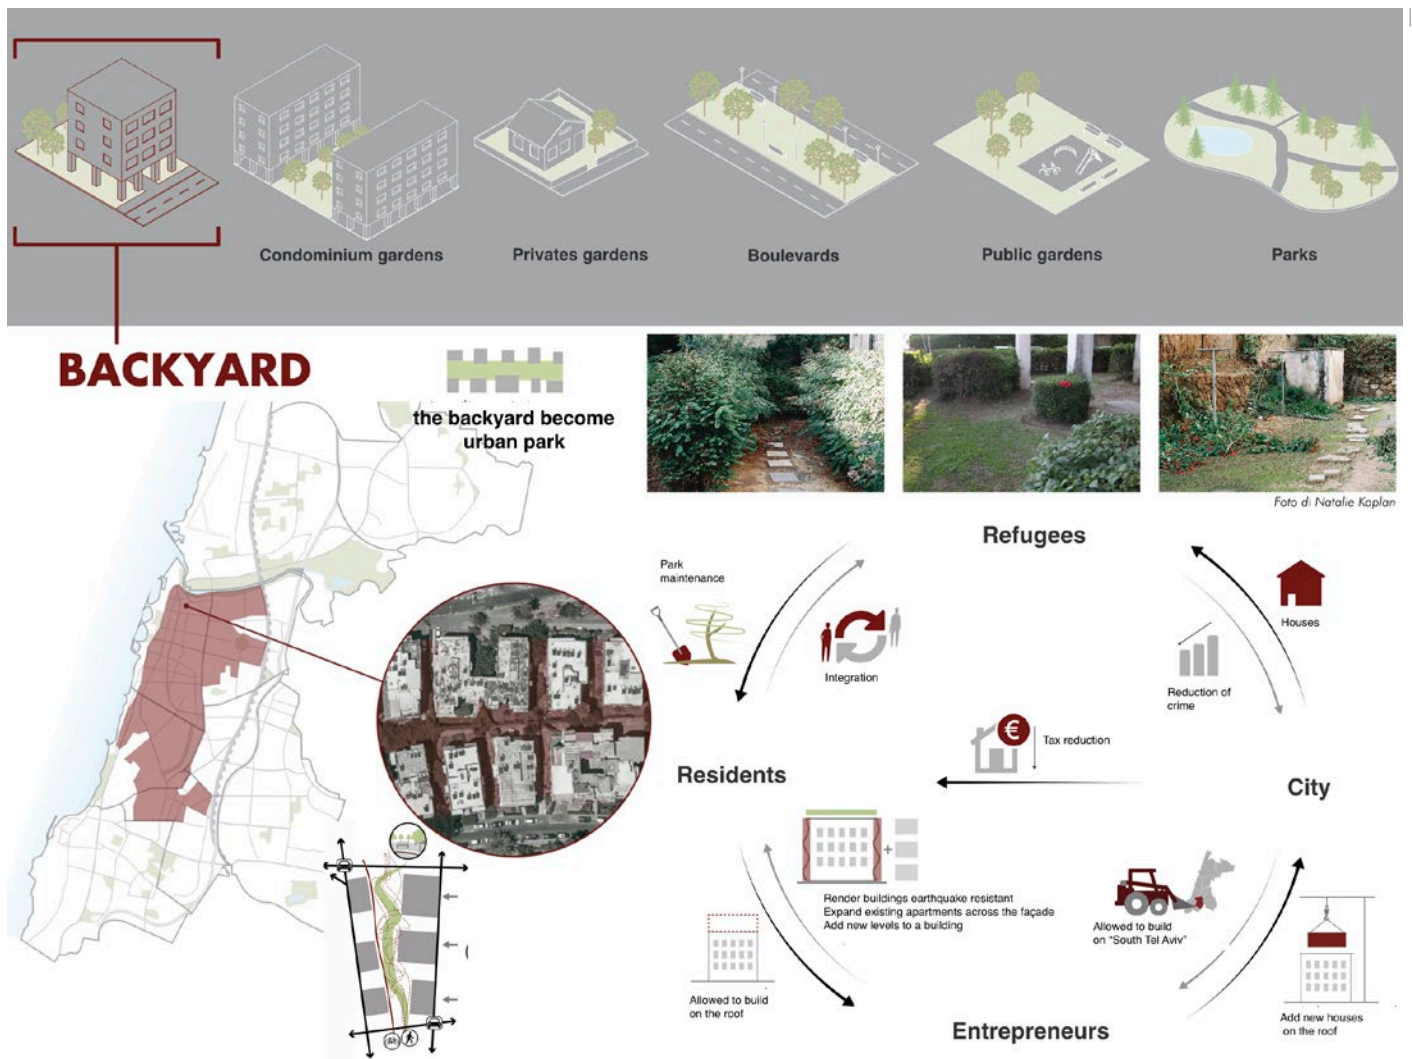 Condominium gardens
Privates gardens
Boulevards
Public gardens
Parks
BACKYARD
the backyard become
urban park
Foto di Natalie Kaplan
Refugees
Park
maintenance
Integration
Houses
Reduction of
crime
€
Tax reduction
Residents
City
+
Render buildings earthquake resistant
Expand existing apartments across the façade
Add new levels to a building
Allowed to build
on "South Tel Aviv"
Allowed to build
on the roof
Add new houses
on the roof
Entrepreneurs